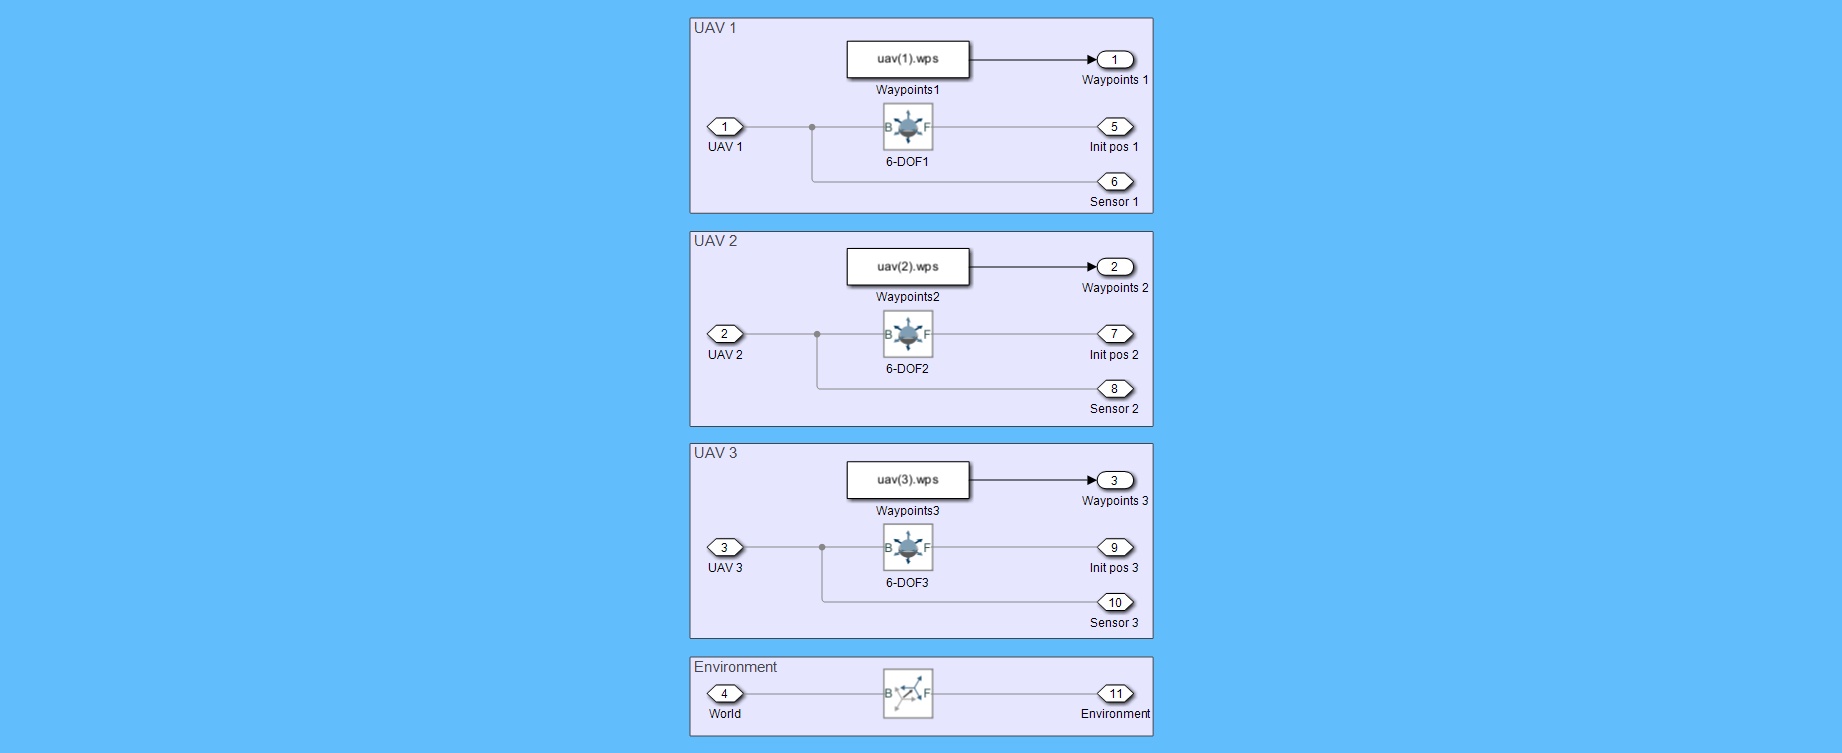 UAV 1
uav(1).wps
1
Waypoints1
Waypoints 1
1
B
F
5
UAV 1
Init pos 1
6-DOF1
6
Sensor 1
UAV 2
uav(2).wps
2
Waypoints2
Waypoints 2
2
B
F
7
UAV 2
Init pos 2
6-DOF2
8
Sensor 2
UAV 3
uav(3).wps
3
Waypoints3
Waypoints 3
3
B
F
9
UAV 3
Init pos 3
6-DOF3
10
Sensor 3
Environment
4
B
F
11
World
Environment